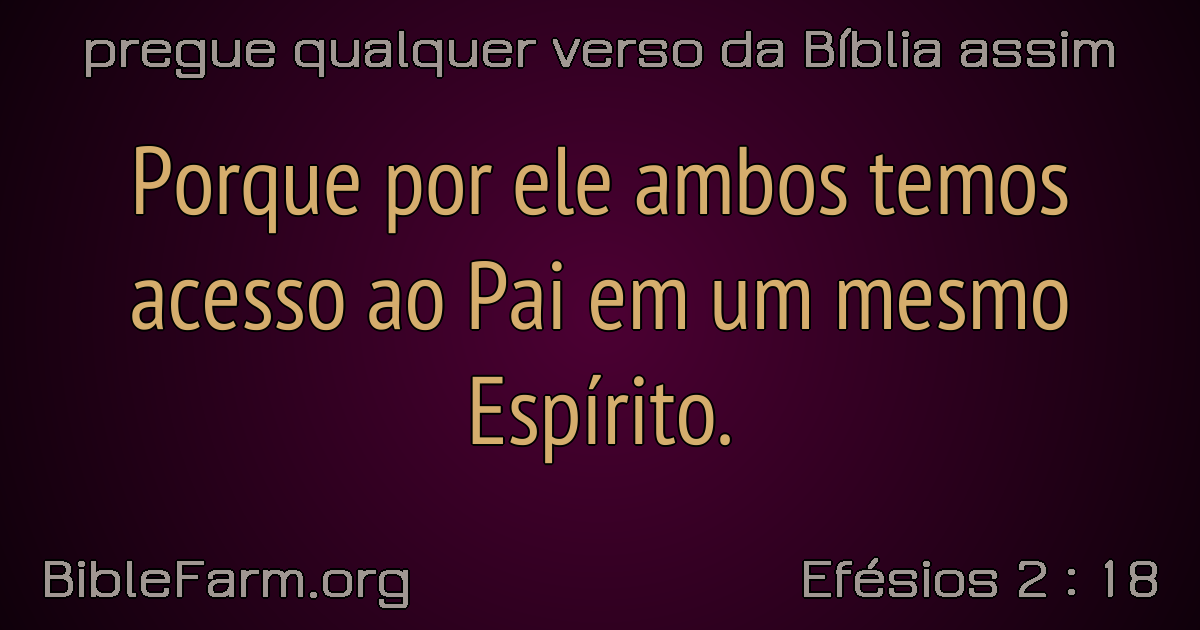 pregue qualquer verso da Bíblia assim
Porque por ele ambos temos
acesso ao Pai em um mesmo
Espírito.
BibleFarm.org
Efésios 2 : 18